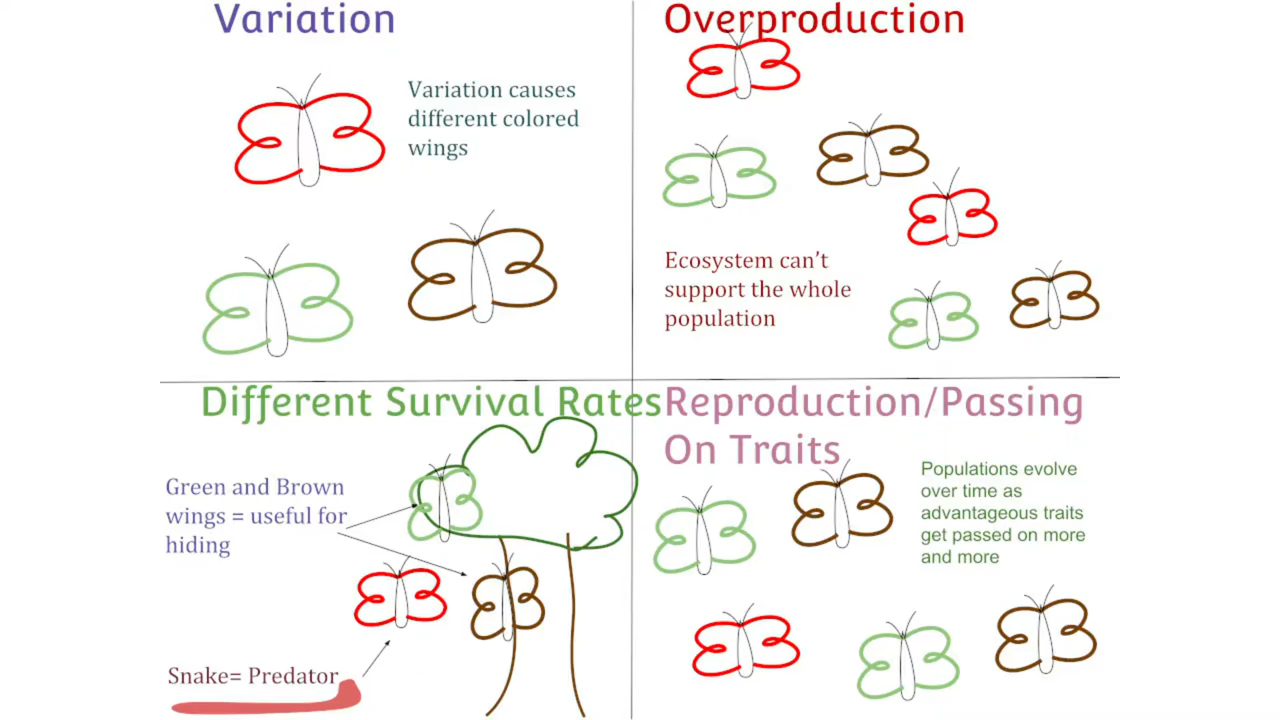 Variation
Variation causes
different colored
wings
Overproduction
Ecosystem can't
support the whole
population
Different Survival Rates
Green and Brown
wings = useful for
hiding
Snake= Predator
Reproduction/Passing
On Traits
Populations evolve
over time as
advantageous traits
get passed on more
and more